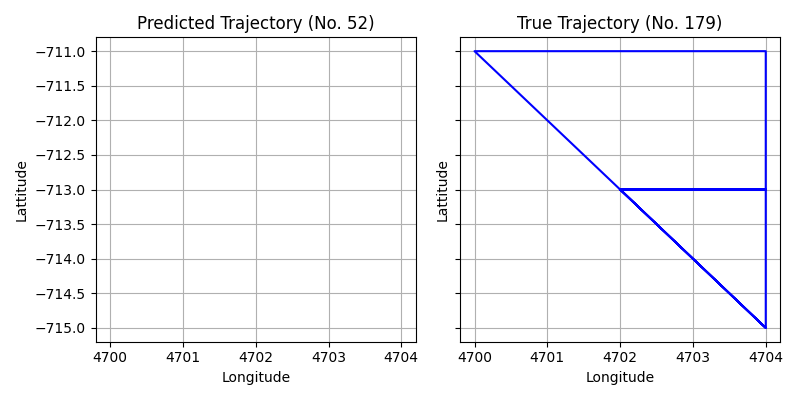 Predicted Trajectory (No. 52)
−711.0
−711.5
−712.0
−712.5
−713.0
−713.5
−714.0
−714.5
−715.0
Lattitude
4700 4701 4702 4703 4704
Longitude
True Trajectory (No. 179)
Lattitude
4700 4701 4702 4703 4704
Longitude